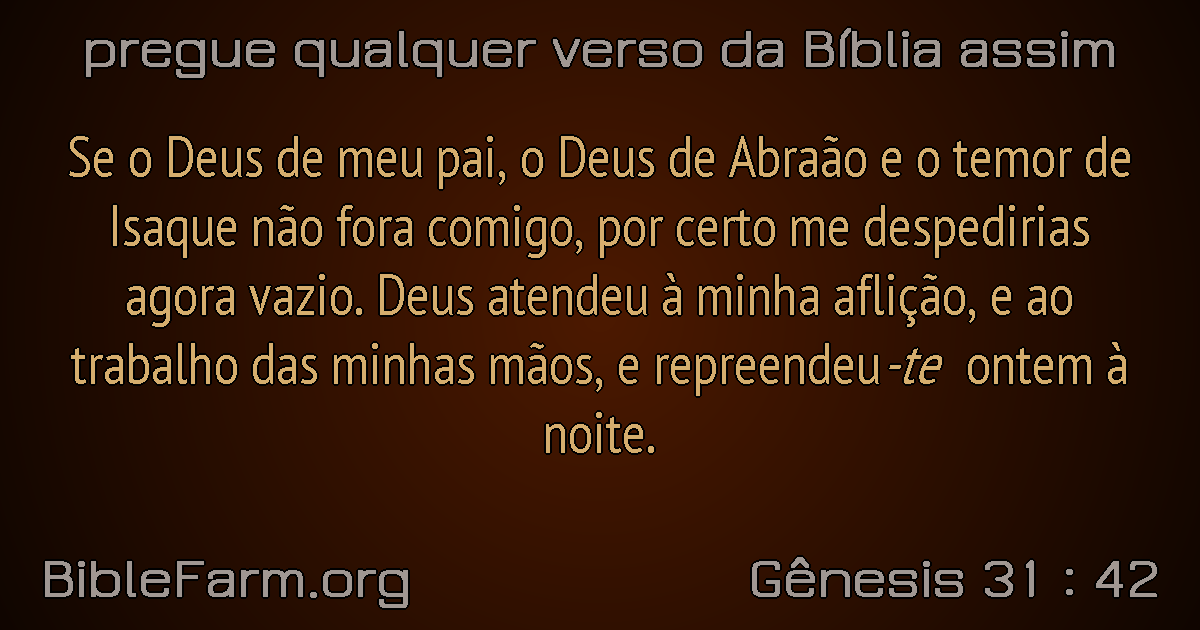 pregue qualquer verso da Bíblia assim
Se o Deus de meu pai, o Deus de Abraão e o temor de
Isaque não fora comigo, por certo me despedirias
agora vazio. Deus atendeu à minha aflição, e ao
trabalho das minhas mãos, e repreendeu-te ontem à
noite.
BibleFarm.org
Gênesis 31 : 42